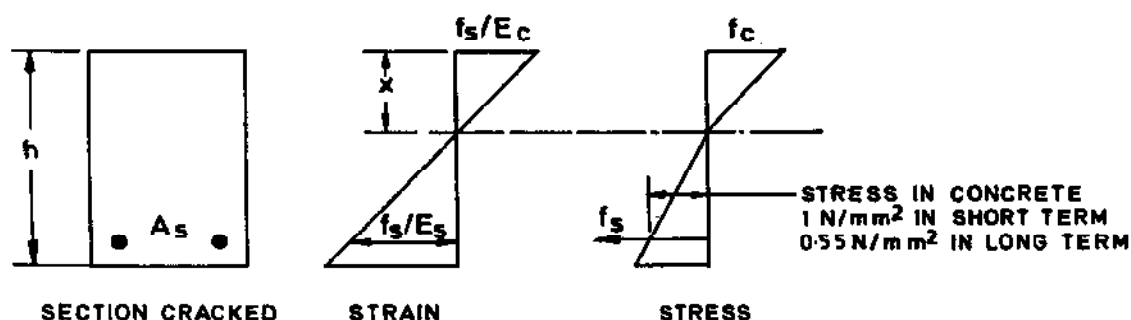 fs/Ec
fc
x
h
As
fs/Es
fs
STRESS IN CONCRETE
1 N/mm² IN SHORT TERM
0.55N/mm² IN LONG TERM
SECTION CRACKED
STRAIN
STRESS